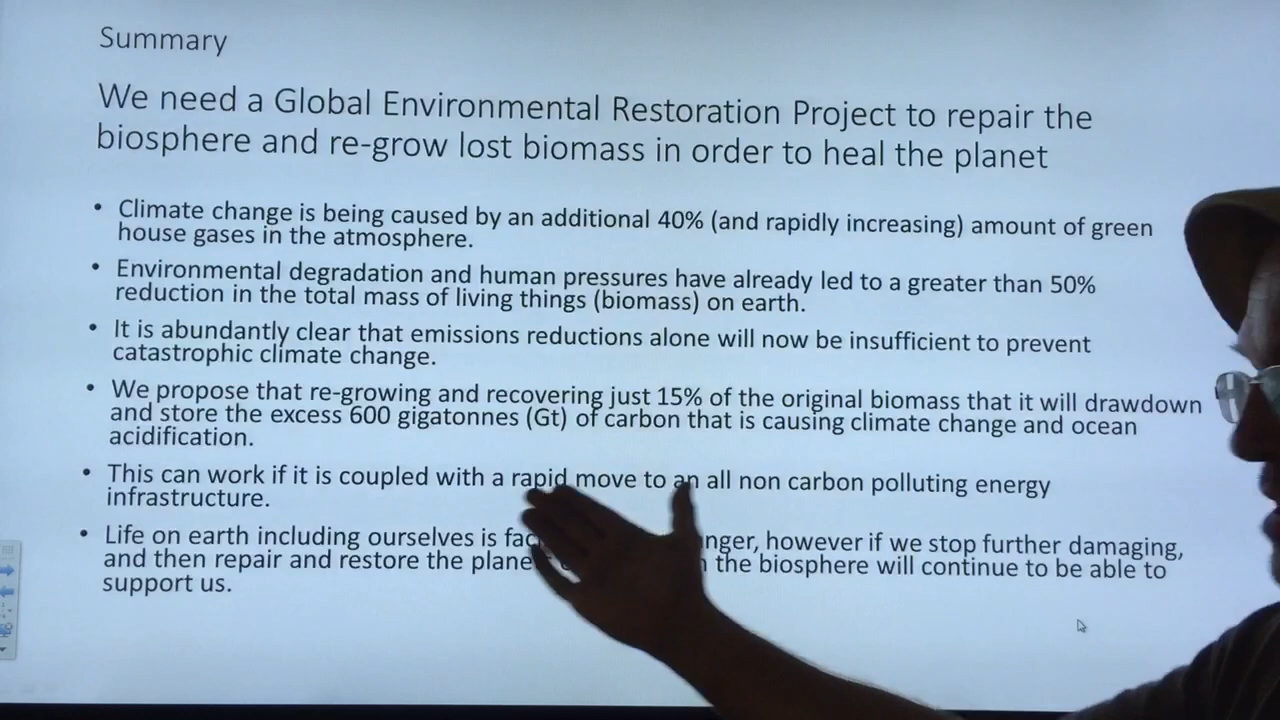 Summary
We need a Global Environmental Restoration Project to repair the
biosphere and re-grow lost biomass in order to heal the planet
• Climate change is being caused by an additional 40% (and rapidly increasing) amount of green
house gases in the atmosphere.
• Environmental degradation and human pressures have already led to a greater than 50%
reduction in the total mass of living things (biomass) on earth.
• It is abundantly clear that emissions reductions alone will now be insufficient to prevent
catastrophic climate change.
• We propose that re-growing and recovering just 15% of the original biomass that it will drawdown
and store the excess 600 gigatonnes (Gt) of carbon that is causing climate change and ocean
acidification.
• This can work if it is coupled with a rapid move to an all non carbon polluting energy
infrastructure.
• Life on earth including ourselves is however if we stop further damaging,
and then repair and restore the the biosphere will continue to be able to
support us.